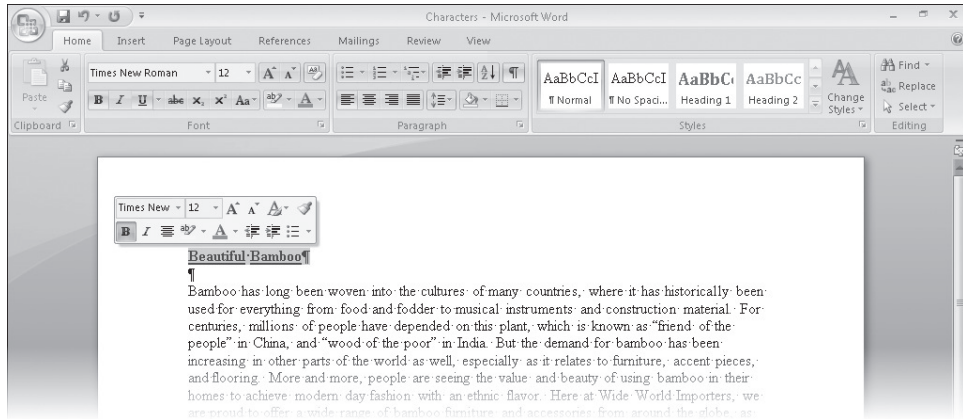 Characters - Microsoft Word
Home Insert Page Layout References Mailings Review View
Paste
Times New Roman 12
B I U abc x₂ x² Aa ab A
AaBbCcI AaBbCcI AaBbC AaBbCc
¶ Normal ¶ No Spaci... Heading 1 Heading 2
Change Styles
Find
Replace
Select
Clipboard Font Paragraph Styles Editing
Times New 12 A A A
B I ab A
Beautiful·Bamboo¶
¶
Bamboo·has·long·been·woven·into·the·cultures·of·many·countries,·where·it·has·historically·been·
used·for·everything·from·food·and·fodder·to·musical·instruments·and·construction·material.·For·
centuries,·millions·of·people·have·depended·on·this·plant,·which·is·known·as·“friend·of·the·
people”·in·China,·and·“wood·of·the·poor”·in·India.·But·the·demand·for·bamboo·has·been·
increasing·in·other·parts·of·the·world·as·well,·especially·as·it·relates·to·furniture,·accent·pieces,·
and·flooring.·More·and·more,·people·are·seeing·the·value·and·beauty·of·using·bamboo·in·their·
homes·to·achieve·modern·day·fashion·with·an·ethnic·flavor.·Here·at·Wide·World·Importers,·we·
are·proud·to·offer·a·wide·range·of·bamboo·furniture·and·accessories·from·around·the·globe,·as·